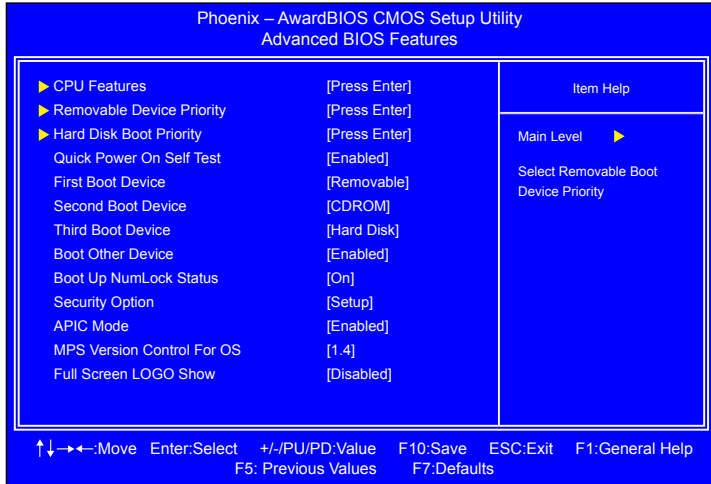 Phoenix – AwardBIOS CMOS Setup Utility
Advanced BIOS Features
CPU Features [Press Enter]
Removable Device Priority [Press Enter]
Hard Disk Boot Priority [Press Enter]
Quick Power On Self Test [Enabled]
First Boot Device [Removable]
Second Boot Device [CDROM]
Third Boot Device [Hard Disk]
Boot Other Device [Enabled]
Boot Up NumLock Status [On]
Security Option [Setup]
APIC Mode [Enabled]
MPS Version Control For OS [1.4]
Full Screen LOGO Show [Disabled]
Item Help
Main Level
Select Removable Boot
Device Priority
↑↓→←:Move Enter:Select +/-/PU/PD:Value F10:Save ESC:Exit F1:General Help
F5: Previous Values F7:Defaults